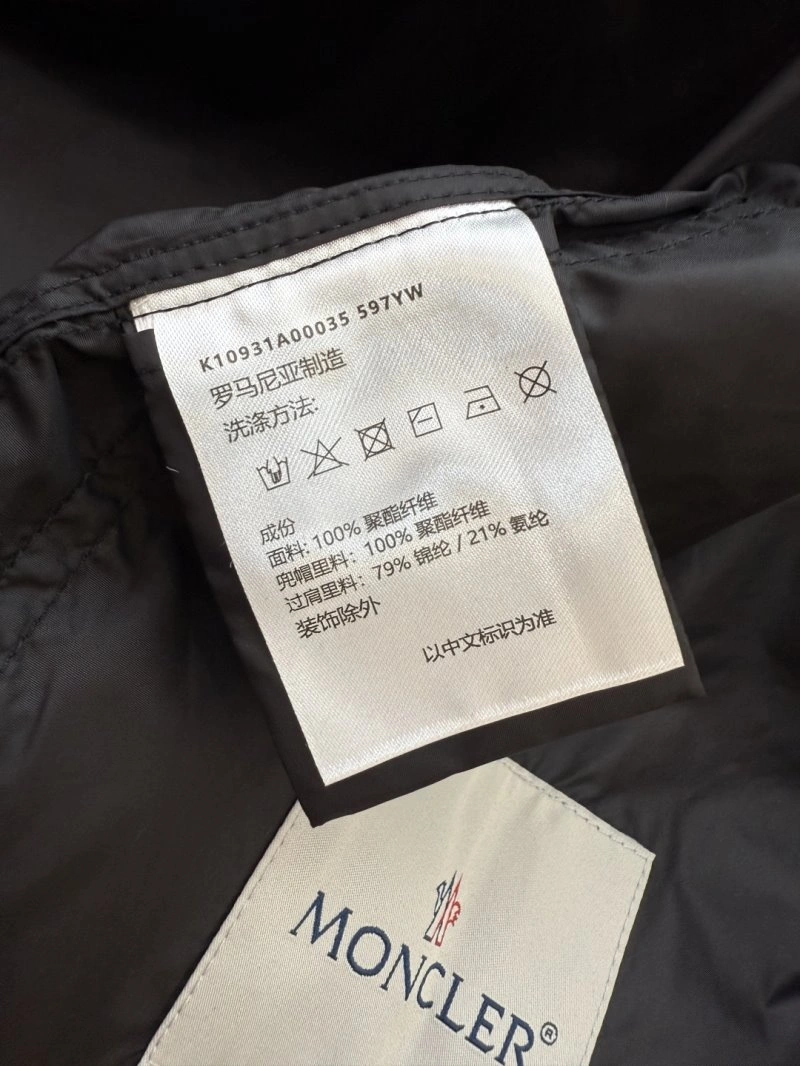 K10931A00035 597YW
罗马尼亚制造
洗涤方法:
成份
面料: 100% 聚酯纤维
兜帽里料: 100% 聚酯纤维
过肩里料: 79% 锦纶 / 21% 氨纶
装饰除外
以中文标识为准
MONCLER®